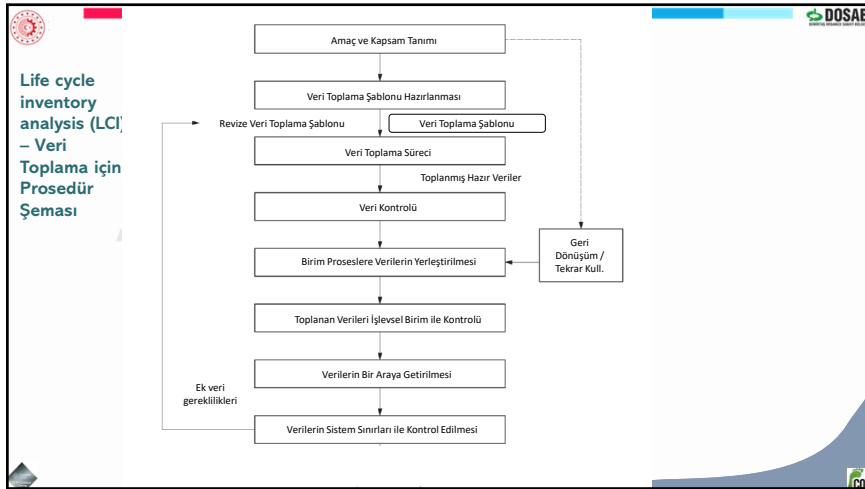 Life cycle
inventory
analysis (LCI)
– Veri
Toplama için
Prosedür
Şeması
DOSAB
Amaç ve Kapsam Tanımı
Veri Toplama Şablonu Hazırlanması
Revize Veri Toplama Şablonu
Veri Toplama Şablonu
Veri Toplama Süreci
Toplanmış Hazır Veriler
Veri Kontrolü
Geri
Dönüşüm /
Tekrar Kull.
Birim Proseslere Verilerin Yerleştirilmesi
Toplanan Verileri İşlevsel Birim ile Kontrolü
Verilerin Bir Araya Getirilmesi
Ek veri
gereklilikleri
Verilerin Sistem Sınırları ile Kontrol Edilmesi